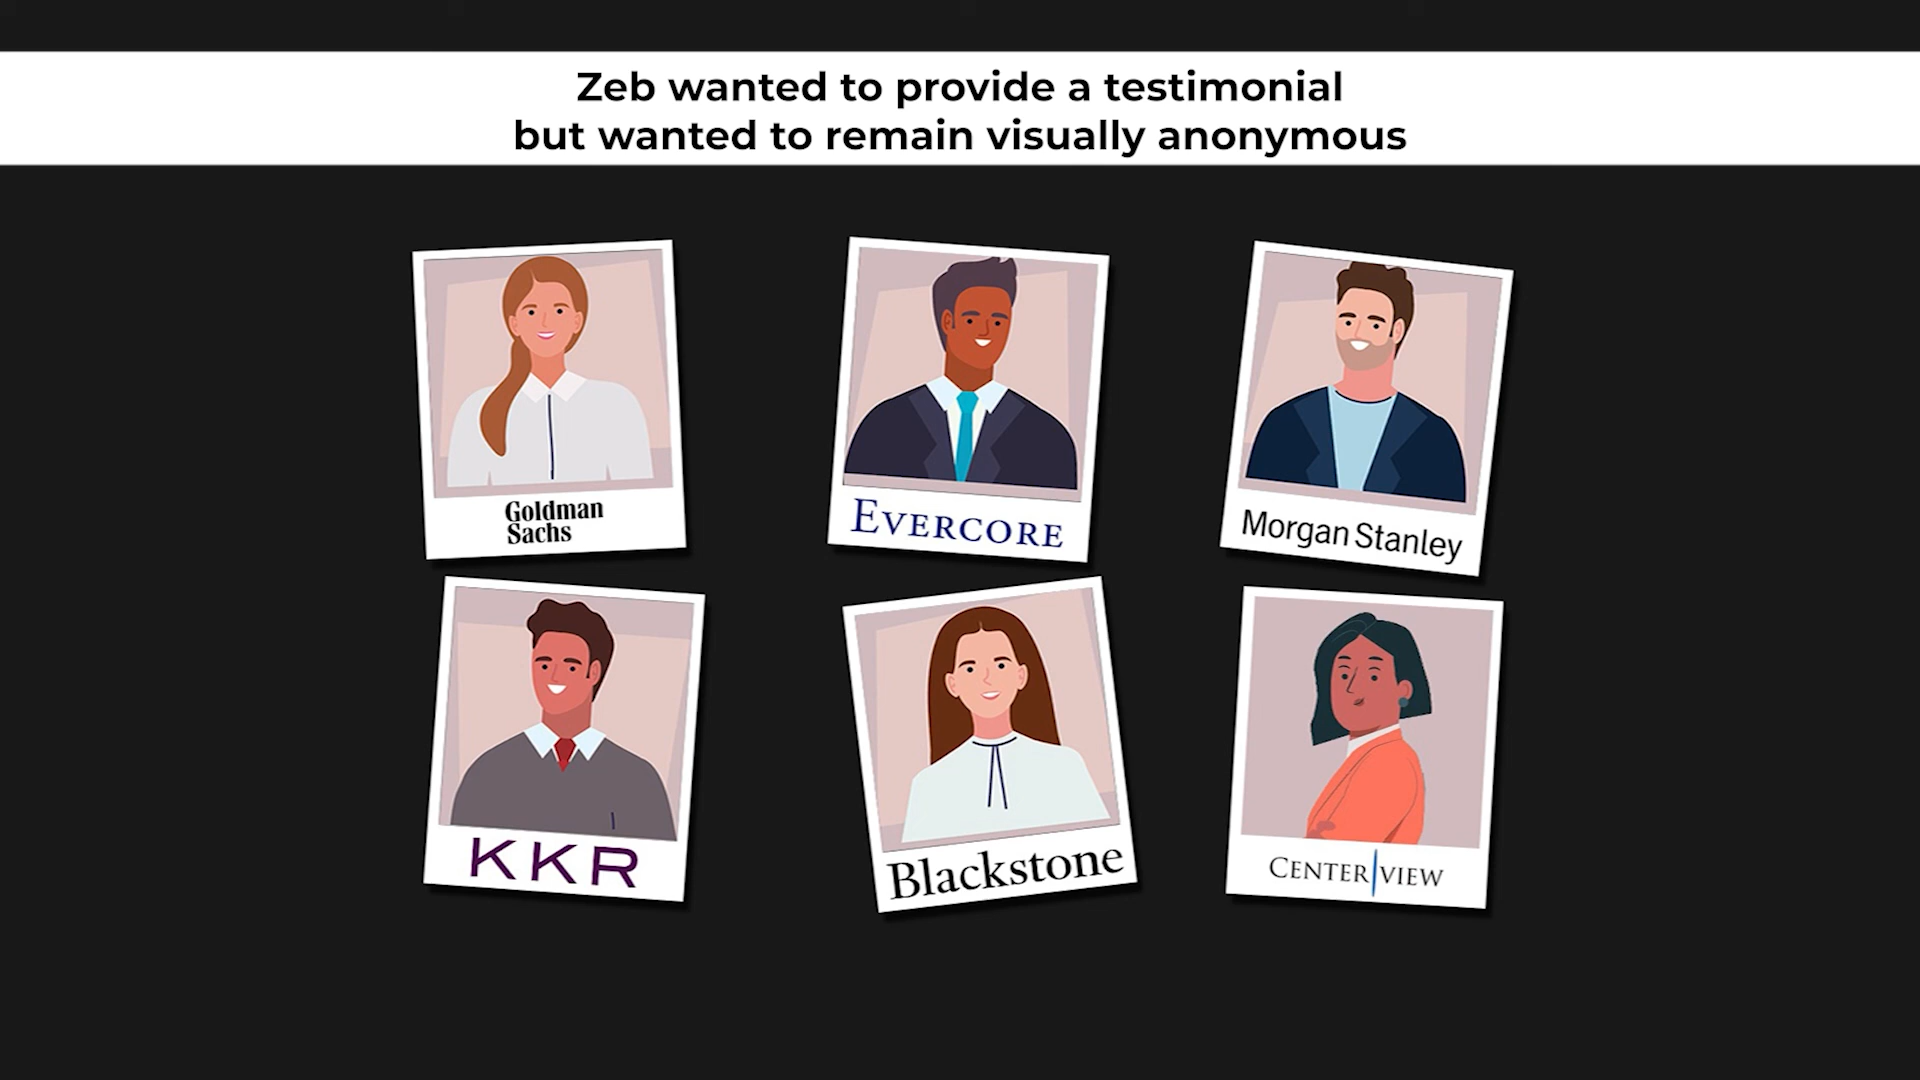 Zeb wanted to provide a testimonial
but wanted to remain visually anonymous
Goldman
Sachs
EVERCORE
Morgan Stanley
KKR
Blackstone
CENTERVIEW